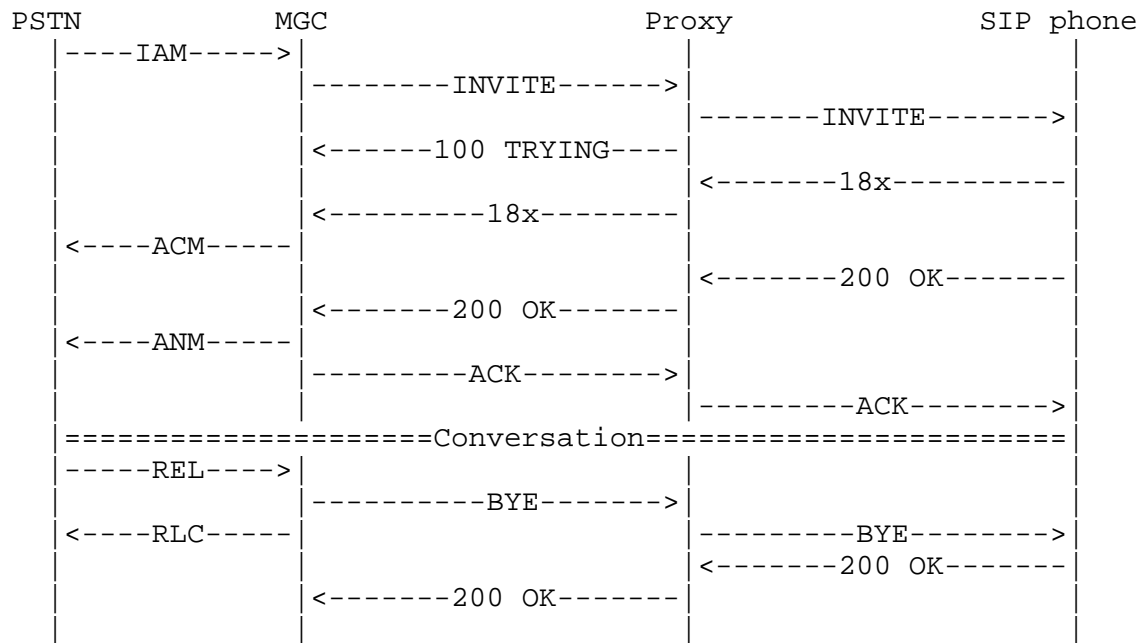 PSTN MGC Proxy SIP phone
|----IAM----->|
|--------INVITE------>|
|-------INVITE------->|
|<------100 TRYING----|
|<-------18x----------|
|<---------18x--------|
|<----ACM-----|
|<-------200 OK-------|
|<-------200 OK-------|
|<----ANM-----|
|---------ACK-------->|
|---------ACK-------->|
|=====================Conversation========================|
|-----REL---->|
|----------BYE------->|
|<----RLC-----| |---------BYE-------->|
|<-------200 OK-------|
|<-------200 OK-------|